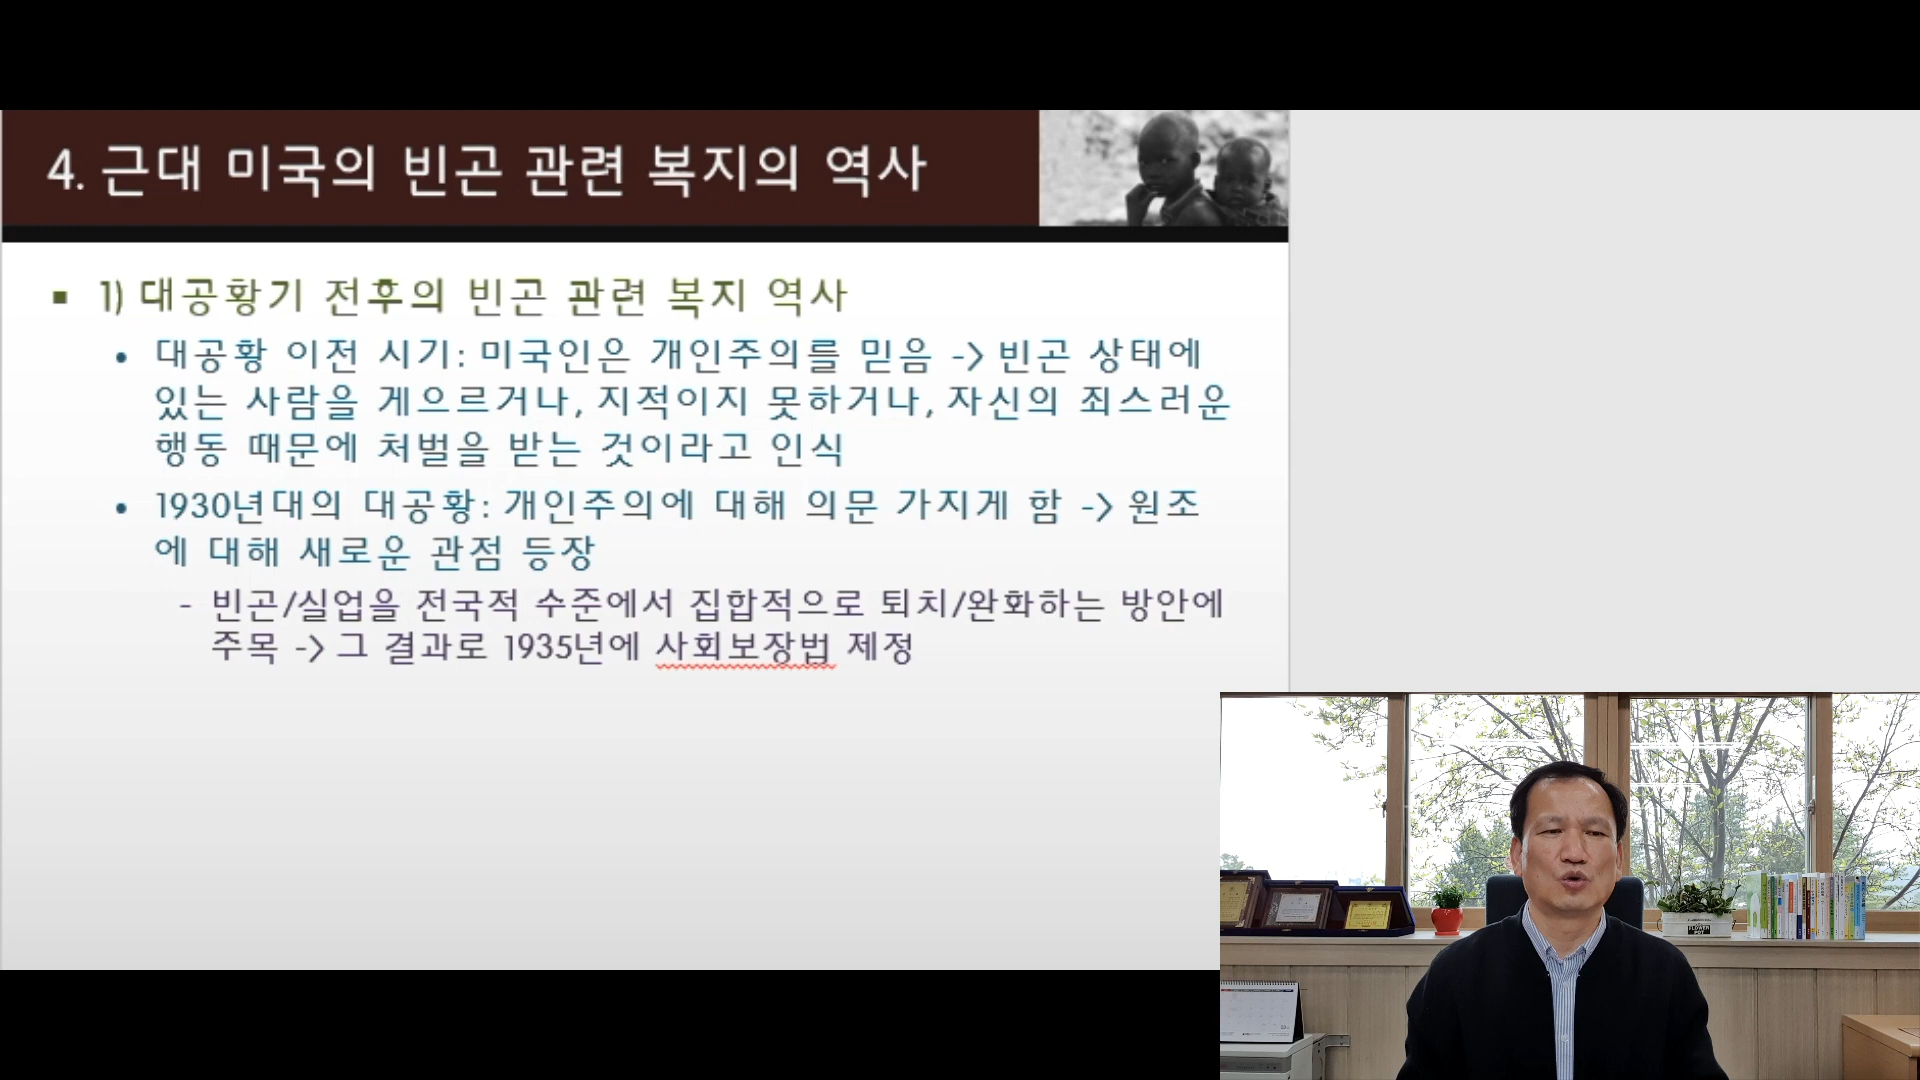 4. 근대 미국의 빈곤 관련 복지의 역사
1) 대공황기 전후의 빈곤 관련 복지 역사
대공황 이전 시기: 미국인은 개인주의를 믿음 -> 빈곤 상태에
있는 사람을 게으르거나, 지적이지 못하거나, 자신의 죄스러운
행동 때문에 처벌을 받는 것이라고 인식
1930년대의 대공황: 개인주의에 대해 의문 가지게 함 -> 원조
에 대해 새로운 관점 등장
- 빈곤/실업을 전국적 수준에서 집합적으로 퇴치/완화하는 방안에
주목 -> 그 결과로 1935년에 사회보장법 제정